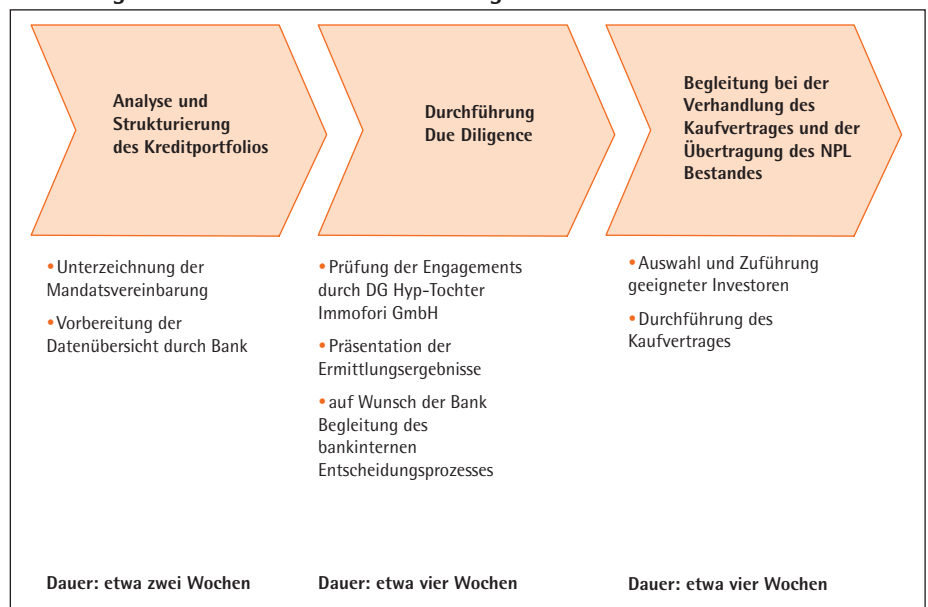 Analyse und
Strukturierung
des Kreditportfolios
•Unterzeichnung der
Mandatsvereinbarung
•Vorbereitung der
Datenübersicht durch Bank
Dauer: etwa zwei Wochen
Durchführung
Due Diligence
•Prüfung der Engagements
durch DG Hyp-Tochter
Immofori GmbH
•Präsentation der
Ermittlungsergebnisse
•auf Wunsch der Bank
Begleitung des
bankinternen
Entscheidungsprozesses
Dauer: etwa vier Wochen
Begleitung bei der
Verhandlung des
Kaufvertrages und der
Übertragung des NPL
Bestandes
•Auswahl und Zuführung
geeigneter Investoren
•Durchführung des
Kaufvertrages
Dauer: etwa vier Wochen